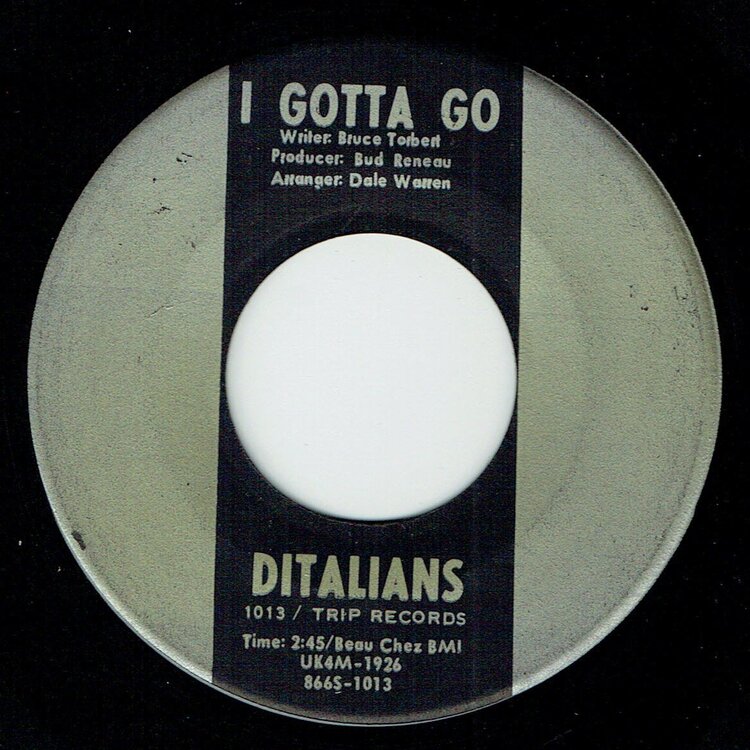 I GOTTA GO
Writer: Bruce Torbert
Producer: Bud Reneau
Arranger: Dale Warren
DITALIANS
1013 / TRIP RECORDS
Time: 2:45/Beau Chez BMI
UK4M-1926
866S-1013